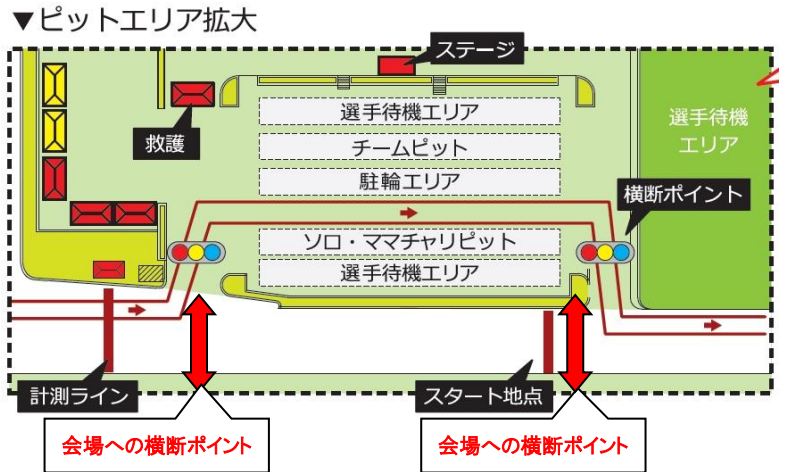 ▼ピットエリア拡大
ステージ
選手待機エリア
救護
チームピット
駐輪エリア
選手待機
エリア
横断ポイント
ソロ・ママチャリピット
選手待機エリア
計測ライン
スタート地点
会場への横断ポイント
会場への横断ポイント